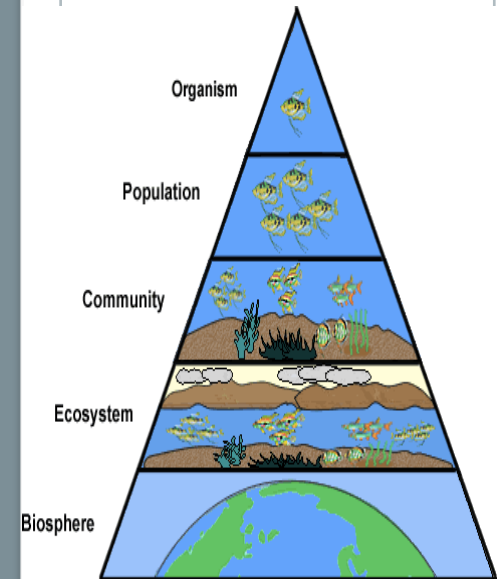 Organism
Population
Community
Ecosystem
Biosphere